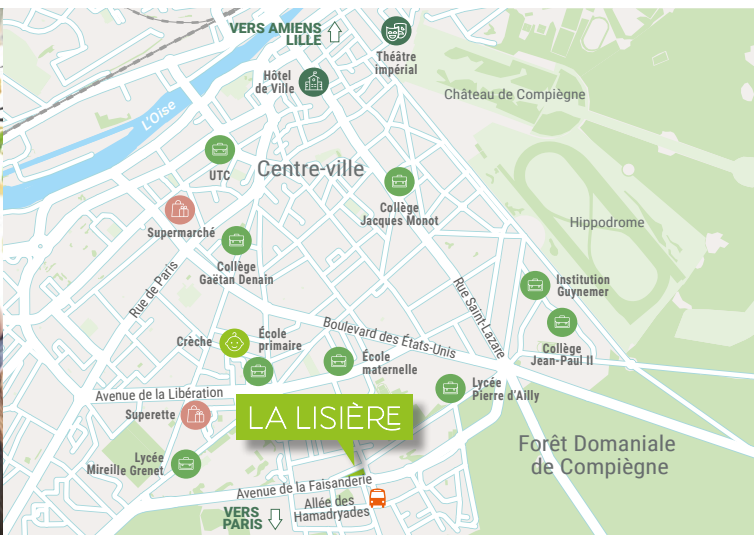 VERS AMIENS
LILLE
Théâtre
impérial
Hôtel
de Ville
Château de Compiègne
L'Oise
UTC
Centre-ville
Collège
Jacques Monot
Supermarché
Hippodrome
Collège
Gaëtan Denain
Rue de Paris
Rue Saint-Lazare
Institution
Guynemer
Boulevard des États-Unis
Crèche
École
primaire
École
maternelle
Collège
Jean-Paul II
Avenue de la Libération
Lycée
Pierre d'Ailly
Superette
LA LISIÈRE
Forêt Domaniale
de Compiègne
Lycée
Mireille Grenet
Avenue de la Faisanderie
Allée des
Hamadryades
VERS
PARIS